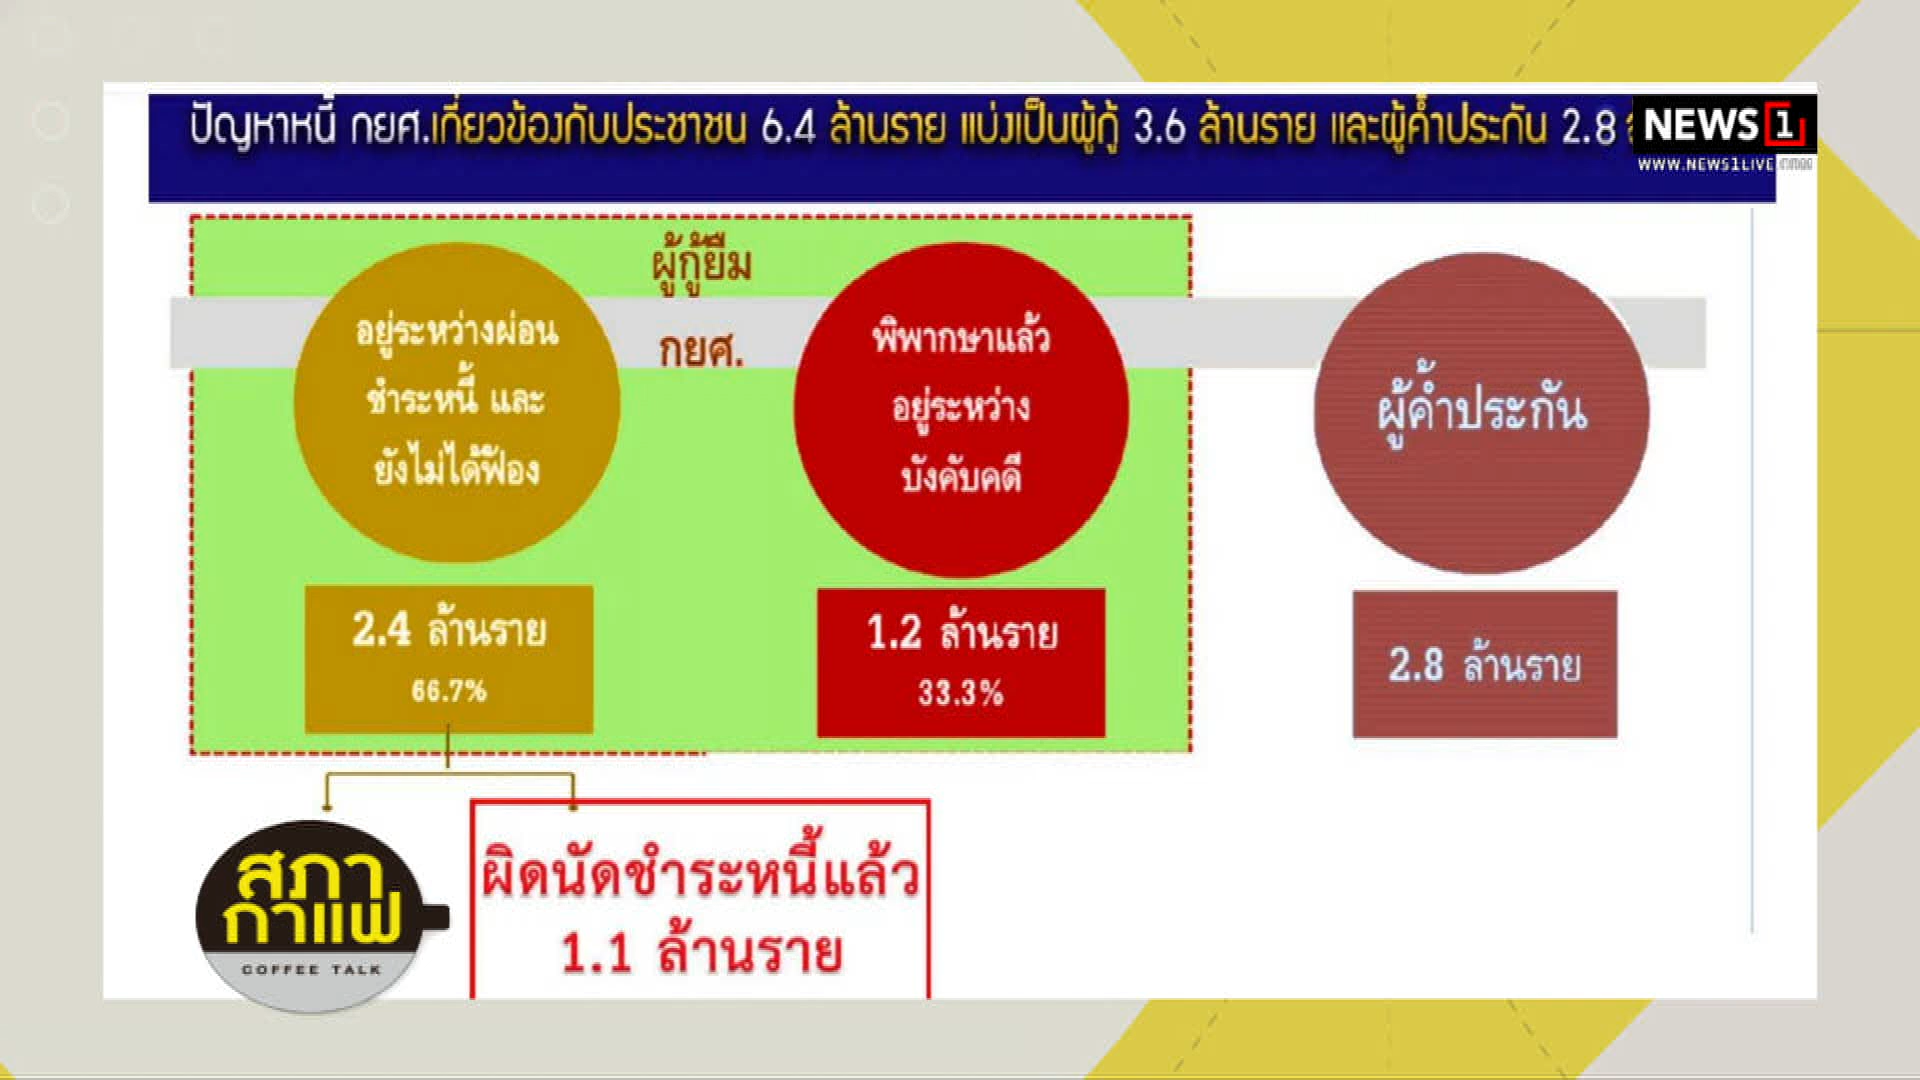 ปัญหาหนี้ กยศ.เกี่ยวข้องกับประชาชน 6.4 ล้านราย แบ่งเป็นผู้กู้ 3.6 ล้านราย และผู้ค้ำประกัน 2.8
NEWS 1
WWW.NEWS1LIVE
ผู้กู้ยืม
กยศ.
อยู่ระหว่างผ่อน
ชำระหนี้ และ
ยังไม่ได้ฟ้อง
พิพากษาแล้ว
อยู่ระหว่าง
บังคับคดี
ผู้ค้ำประกัน
2.4 ล้านราย
66.7%
1.2 ล้านราย
33.3%
2.8 ล้านราย
ผิดนัดชำระหนี้แล้ว
1.1 ล้านราย
สภา
กาแฟ
COFFEE TALK